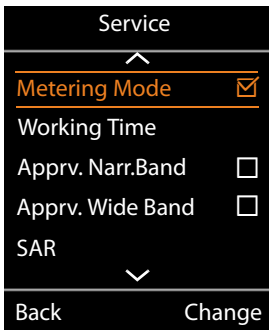 Service
Metering Mode
Working Time
Apprv. Narr.Band
Apprv. Wide Band
SAR
Back Change